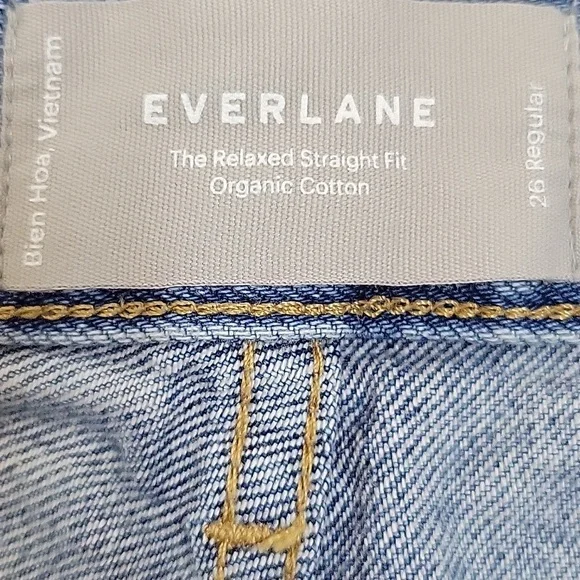 Bien Hoa, Vietnam
EVERLANE
The Relaxed Straight Fit
Organic Cotton
26 Regular